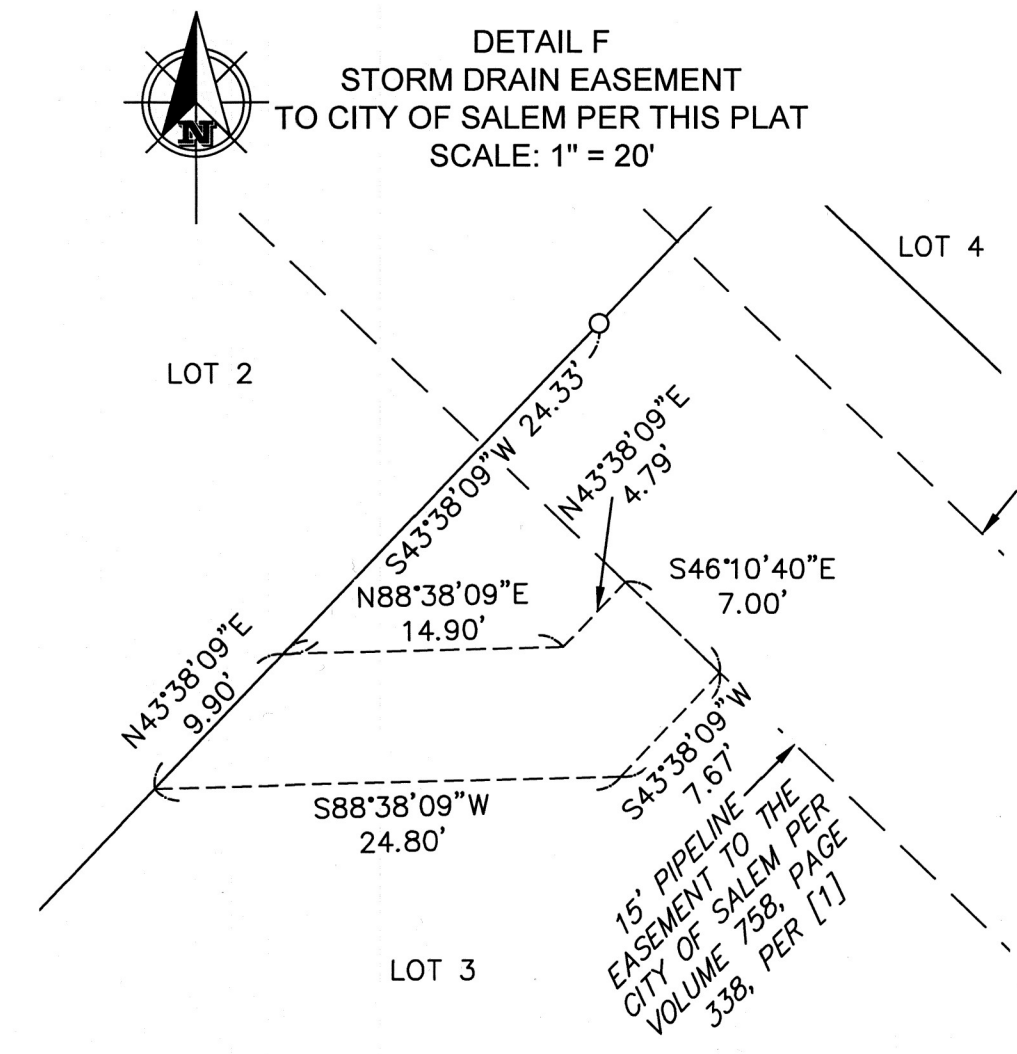 DETAIL F
STORM DRAIN EASEMENT
TO CITY OF SALEM PER THIS PLAT
SCALE: 1" = 20'
N
LOT 4
LOT 2
S43°38'09"W 24.33'
N43°38'09"E
4.79'
S46°10'40"E
7.00'
N88°38'09"E
14.90'
N43°38'09"E
9.90'
S43°38'09"W
7.67'
S88°38'09"W
24.80'
15' PIPELINE
EASEMENT TO THE
CITY OF SALEM PER
VOLUME 758, PAGE
338, PER [1]
LOT 3